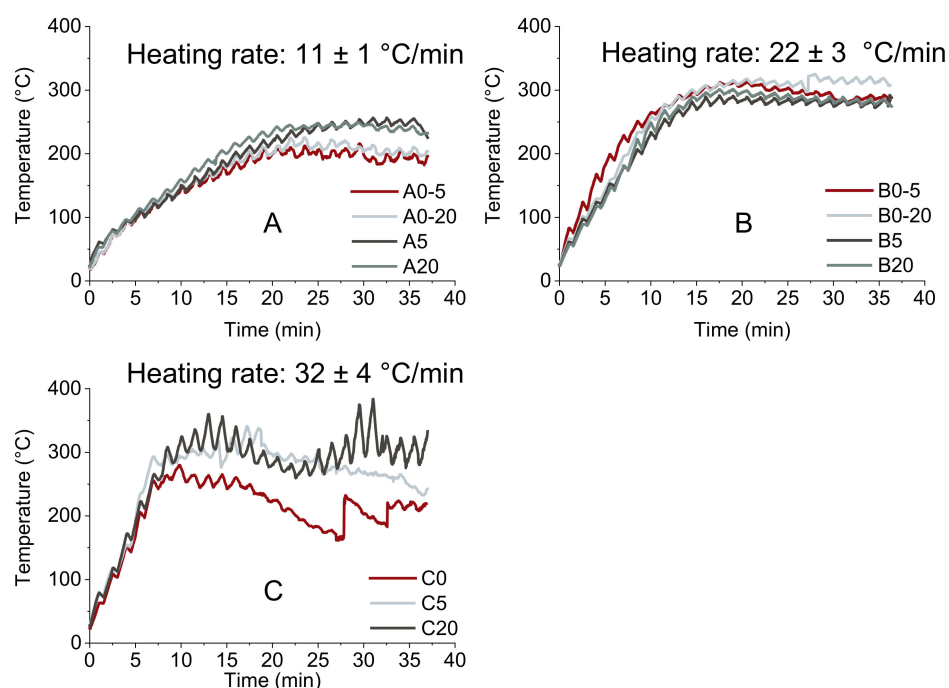 Heating rate: 11 ± 1 °C/min
Temperature (°C)
400
300
200
100
0
A
A0-5
A0-20
A5
A20
0 5 10 15 20 25 30 35 40
Time (min)
Heating rate: 22 ± 3 °C/min
Temperature (°C)
400
300
200
100
0
B
B0-5
B0-20
B5
B20
0 5 10 15 20 25 30 35 40
Time (min)
Heating rate: 32 ± 4 °C/min
Temperature (°C)
400
300
200
100
0
C
C0
C5
C20
0 5 10 15 20 25 30 35 40
Time (min)